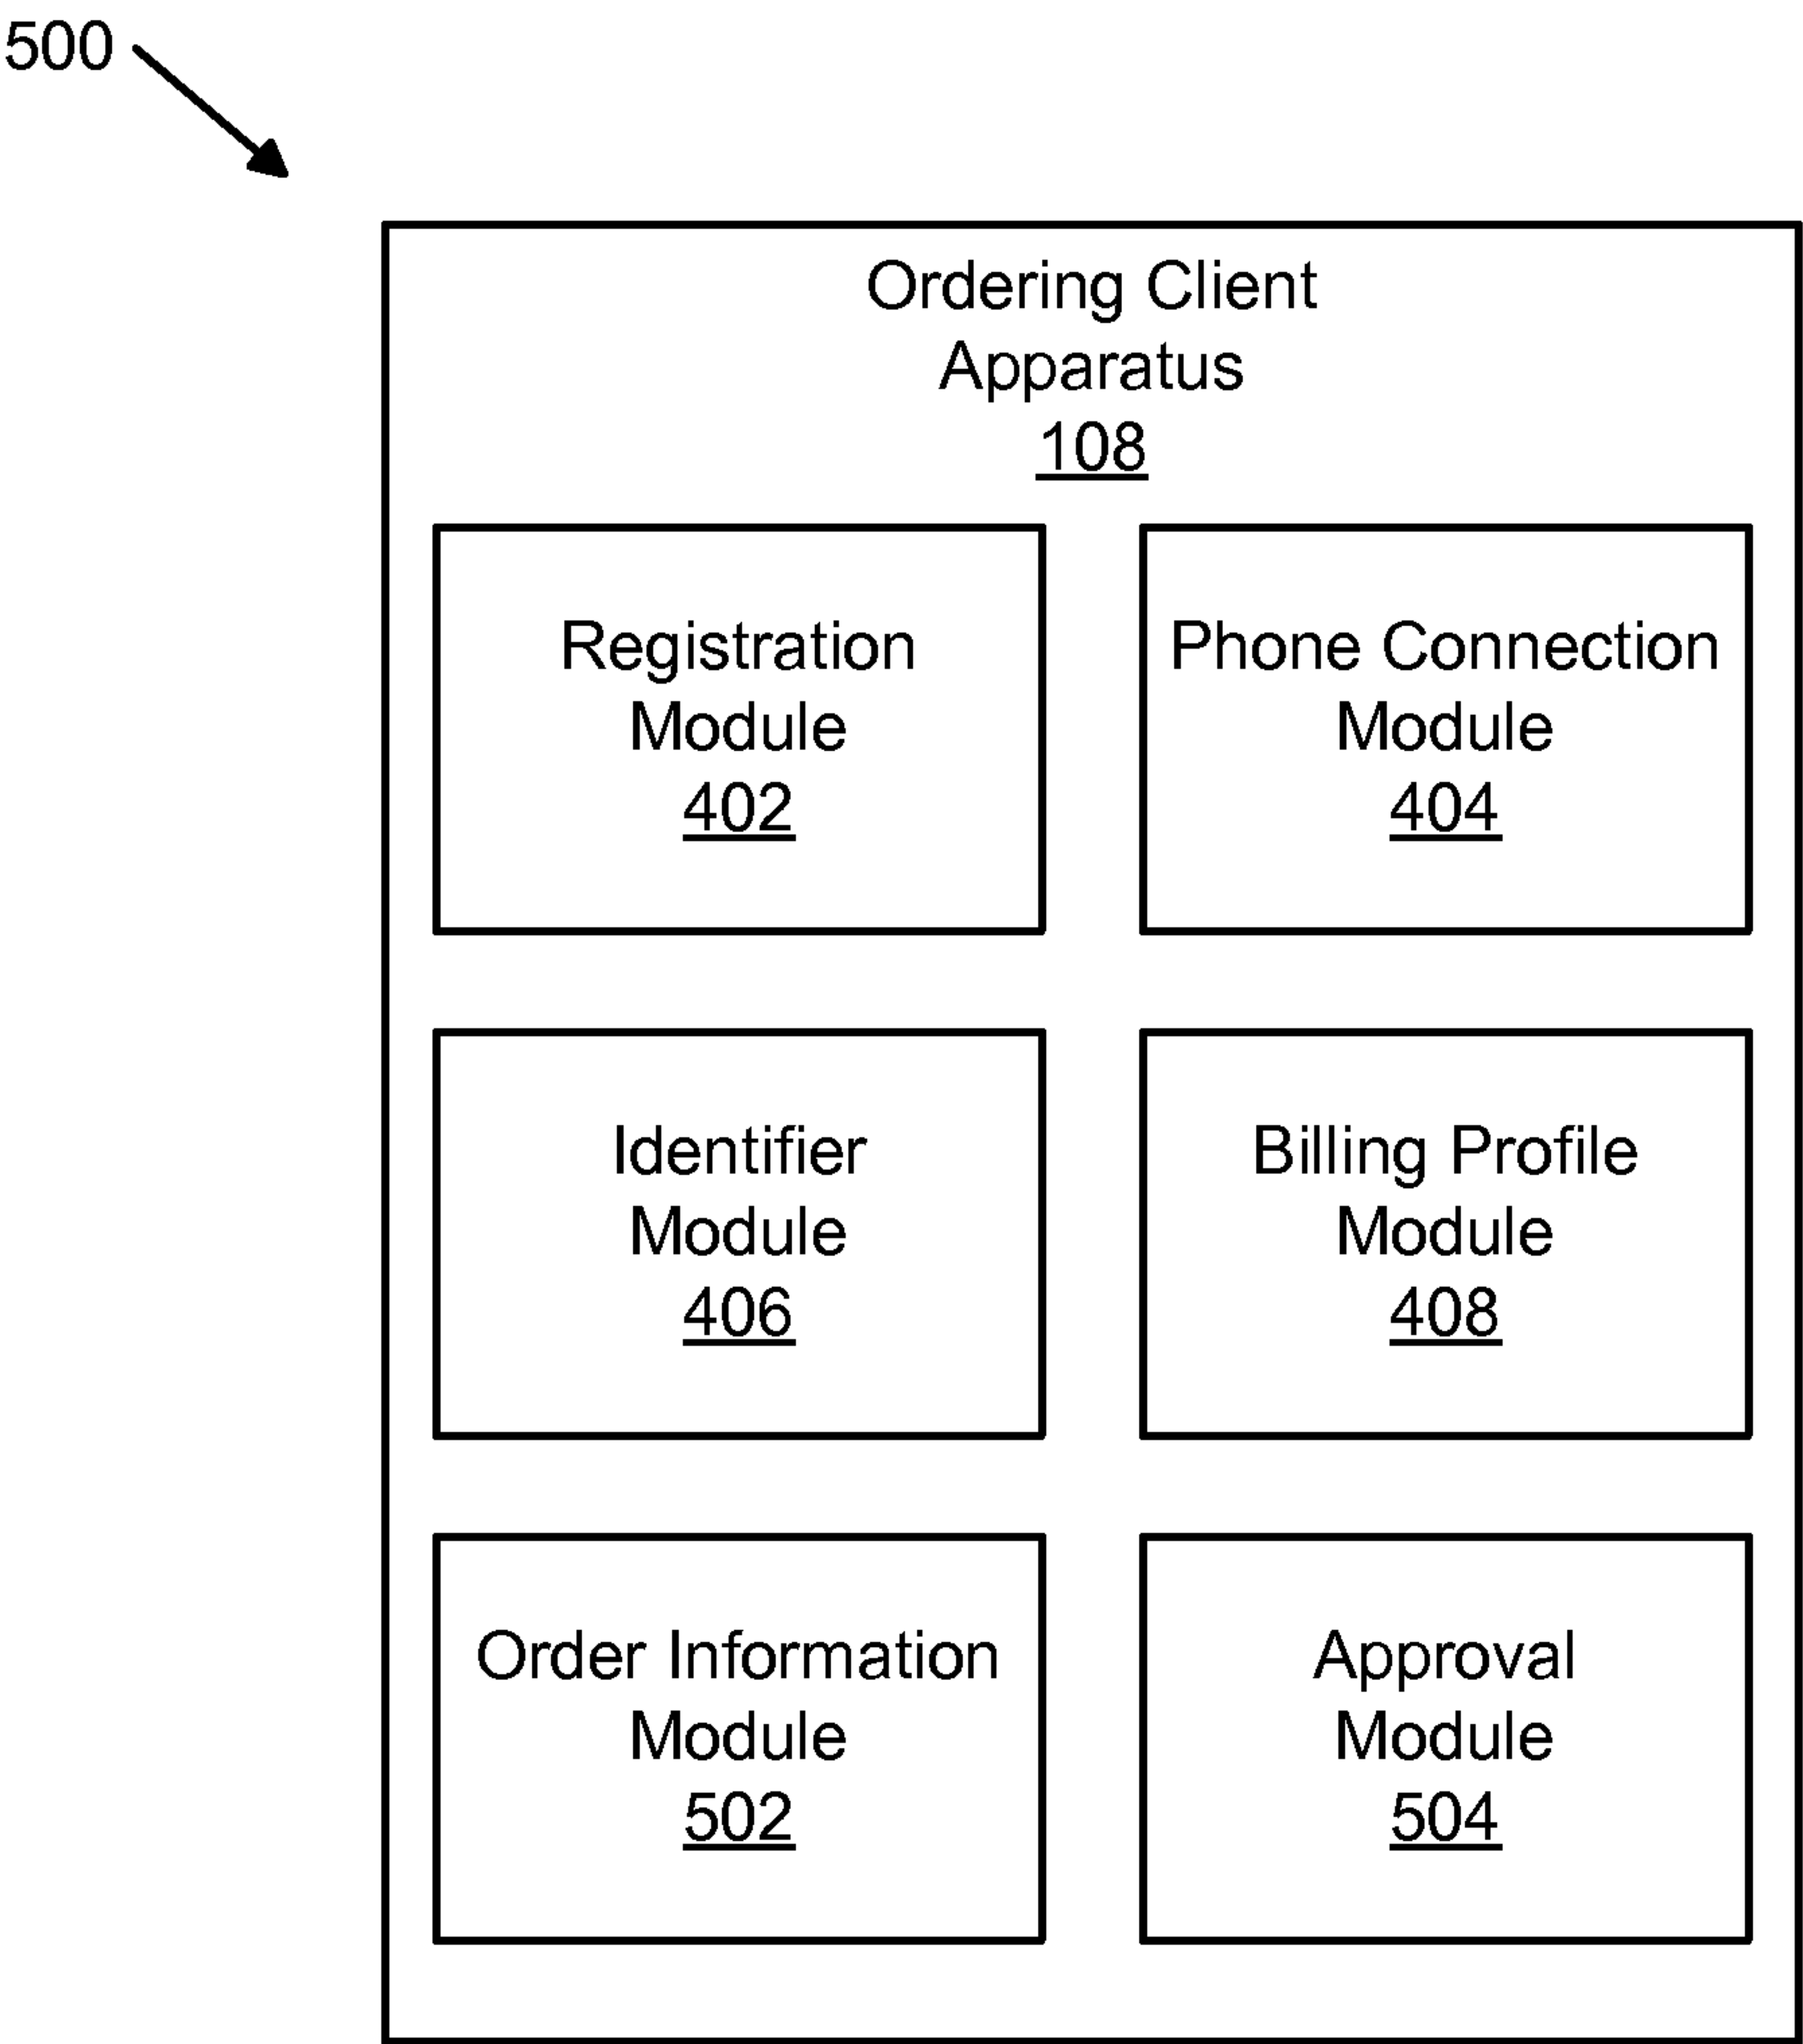 500
Ordering Client
Apparatus
108
Registration
Module
402
Phone Connection
Module
404
Identifier
Module
406
Billing Profile
Module
408
Order Information
Module
502
Approval
Module
504